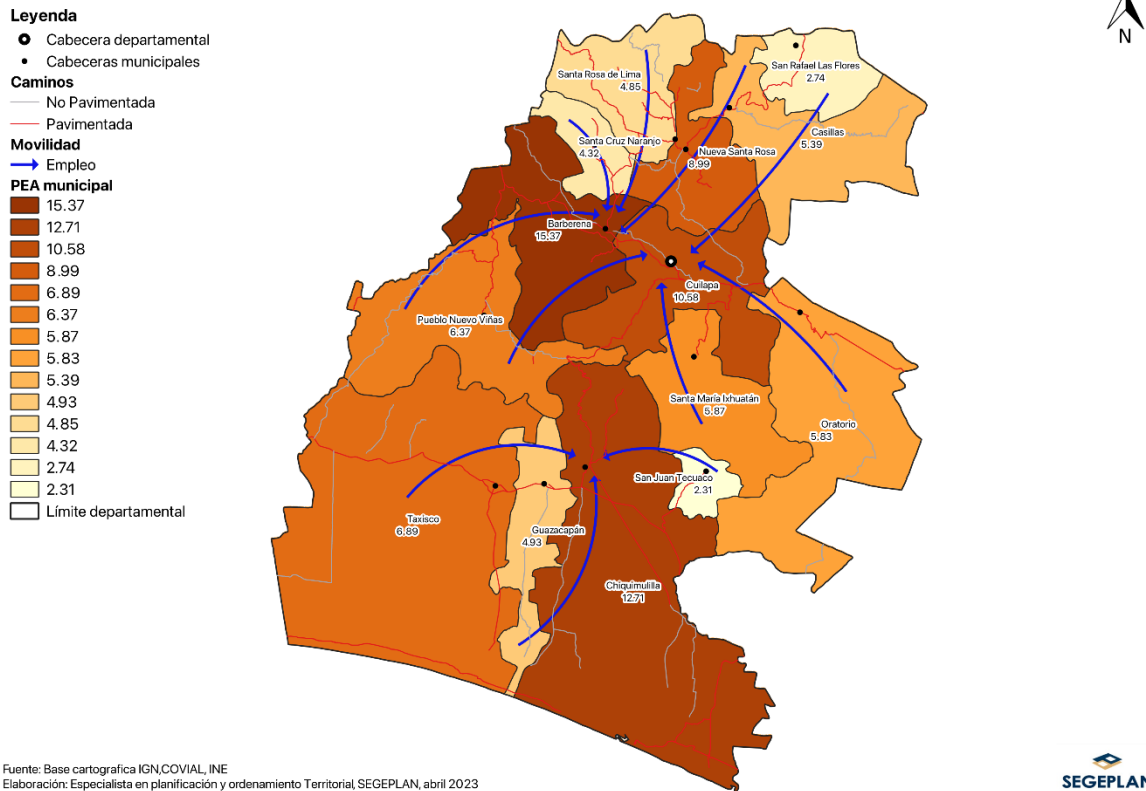 Leyenda
Cabecera departamental
Cabeceras municipales
Caminos
No Pavimentada
Pavimentada
Movilidad
Empleo
PEA municipal
15.37
12.71
10.58
8.99
6.89
6.37
5.87
5.83
5.39
4.93
4.85
4.32
2.74
2.31
Límite departamental
N
San Rafael Las Flores
2.74
Santa Rosa de Lima
4.85
Casillas
5.39
Santa Cruz Naranjo
4.32
Nueva Santa Rosa
8.99
Barberena
15.37
Cuilapa
10.58
Pueblo Nuevo Viñas
6.37
Santa María Ixhuatán
5.87
Oratorio
5.83
San Juan Tecuaco
2.31
Taxisco
6.89
Guazacapán
4.93
Chiquimulilla
12.71
Fuente: Base cartografica IGN,COVIAL, INE
Elaboración: Especialista en planificación y ordenamiento Territorial, SEGEPLAN, abril 2023
SEGEPLAN